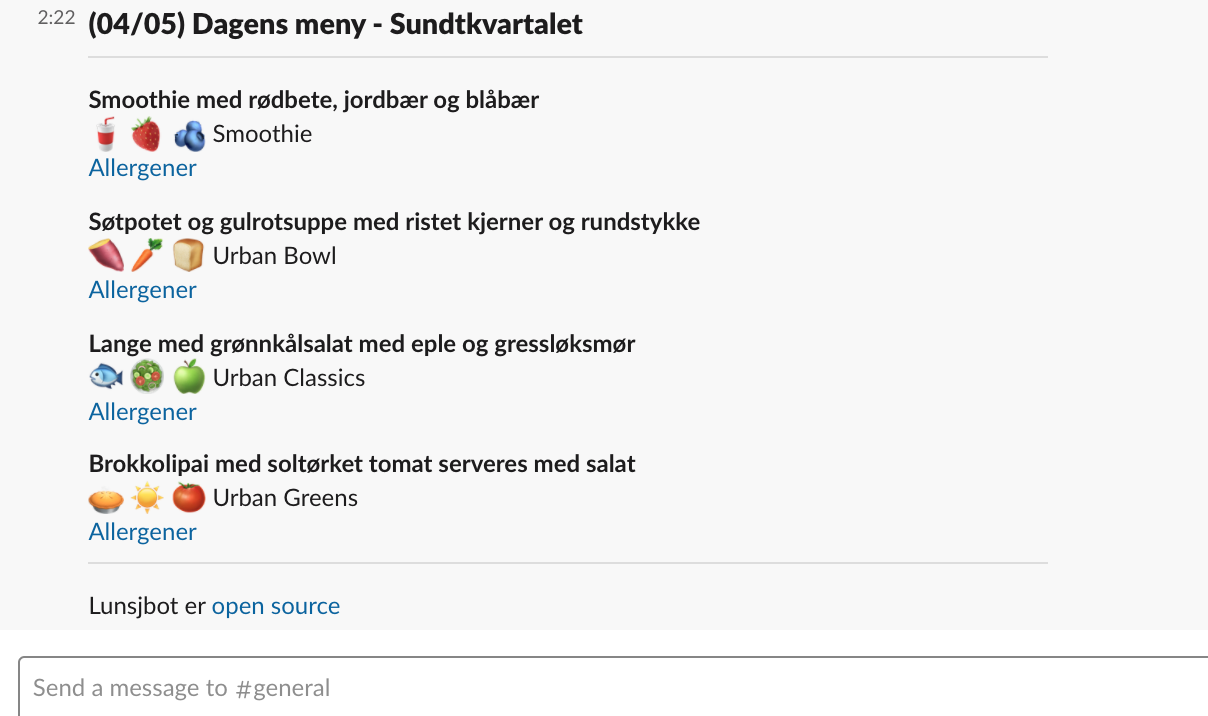 2:22 (04/05) Dagens meny - Sundtkvartalet
Smoothie med rødbete, jordbær og blåbær
🥤 🍓 🫐 Smoothie
Allergener
Søtpotet og gulrotsuppe med ristet kjerner og rundstykke
🍠 🥕 🍞 Urban Bowl
Allergener
Lange med grønnkålsalat med eple og gressløksmør
🐟 🥗 🍏 Urban Classics
Allergener
Brokkolipai med soltørket tomat serveres med salat
🥧 ☀️ 🍅 Urban Greens
Allergener
Lunsjbot er open source
Send a message to #general